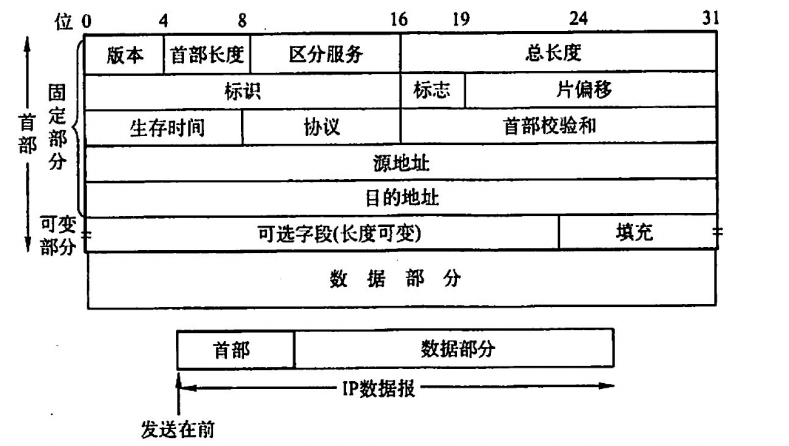 位 0 4 8 16 19 24 31
版本 首部长度 区分服务 总长度
标识 标志 片偏移
生存时间 协议 首部校验和
源地址
目的地址
可选字段(长度可变) 填充
数据部分
首部
固定部分
可变部分
首部 数据部分
IP数据报
发送在前